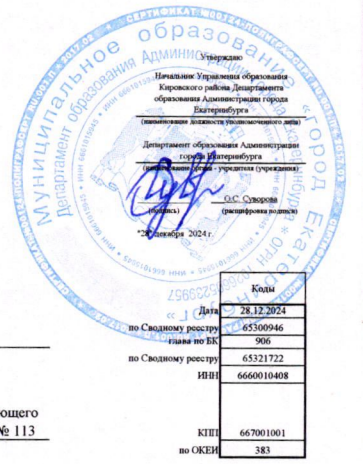 Утверждаю
Начальник Управления образования
Кировского района Департамента
образования Администрации города
Екатеринбурга
(наименование должности уполномоченного лица)
Департамент образования Администрации
города Екатеринбурга
(наименование органа - учредителя (учреждения)
О.С. Суворова
(подпись) (расшифровка подписи)
"28" декабря 2024 г.
Муниципальное образование «город Екатеринбург»
Департамент образования Администрации
Коды
Дата 28.12.2024
по Сводному реестру 65300946
глава по БК 906
по Сводному реестру 65321722
ИНН 6660010408
ющего
№ 113
КПП 667001001
по ОКЕИ 383